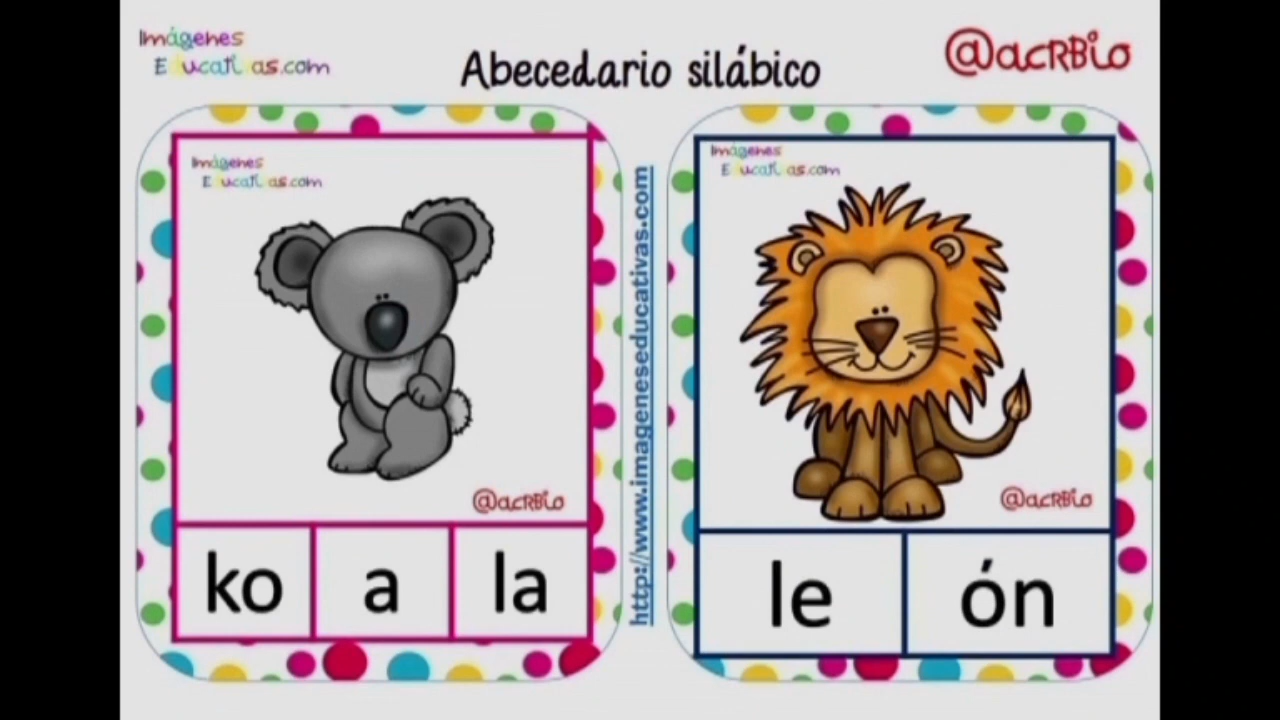 Imágenes
Educativas.com
Abecedario silábico
@acrbio
Imágenes
Educativas.com
@acrbio
ko a la
http://www.imageneseducativas.com
Imágenes
Educativas.com
@acrbio
le ón